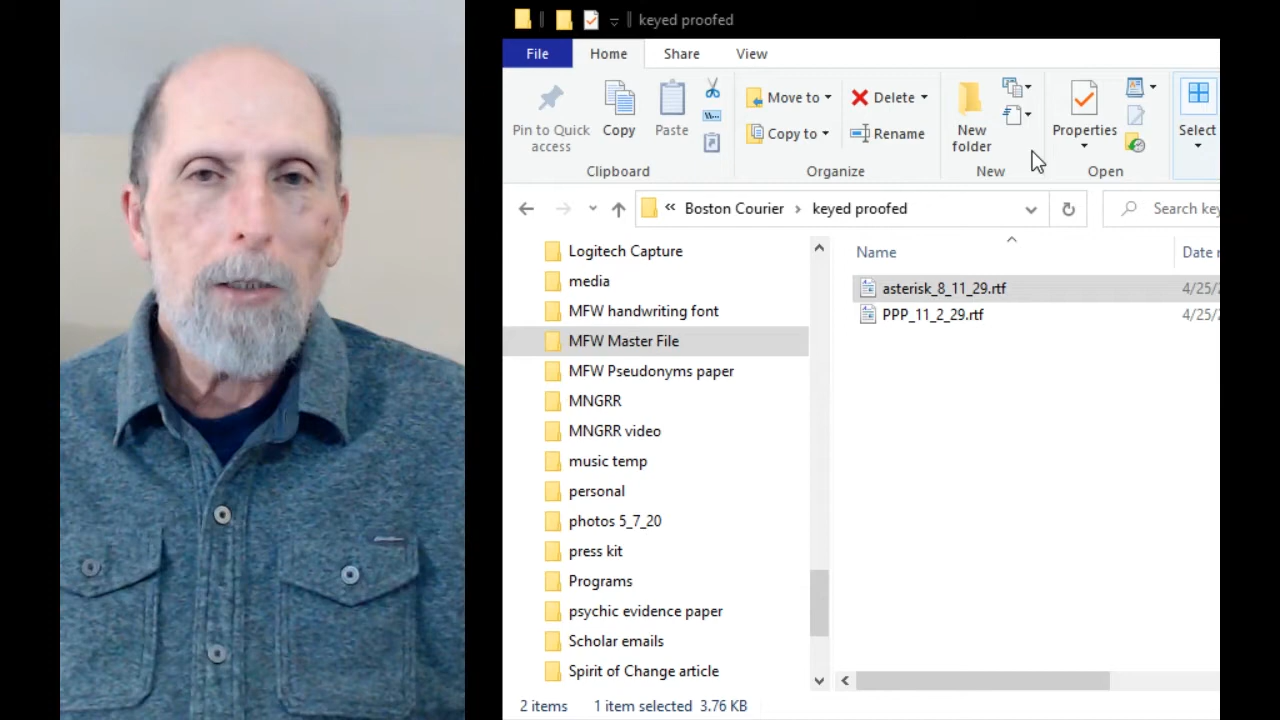 keyed proofed
File Home Share View
Pin to Quick access
Copy
Paste
Clipboard
Move to
Copy to
Delete
Rename
Organize
New folder
New
Properties
Open
Select
Boston Courier keyed proofed
Search key
Name Date
Logitech Capture
media
MFW handwriting font
MFW Master File
MFW Pseudonyms paper
MNGRR
MNGRR video
music temp
personal
photos 5_7_20
press kit
Programs
psychic evidence paper
Scholar emails
Spirit of Change article
asterisk_8_11_29.rtf 4/25/
PPP_11_2_29.rtf 4/25/
2 items 1 item selected 3.76 KB